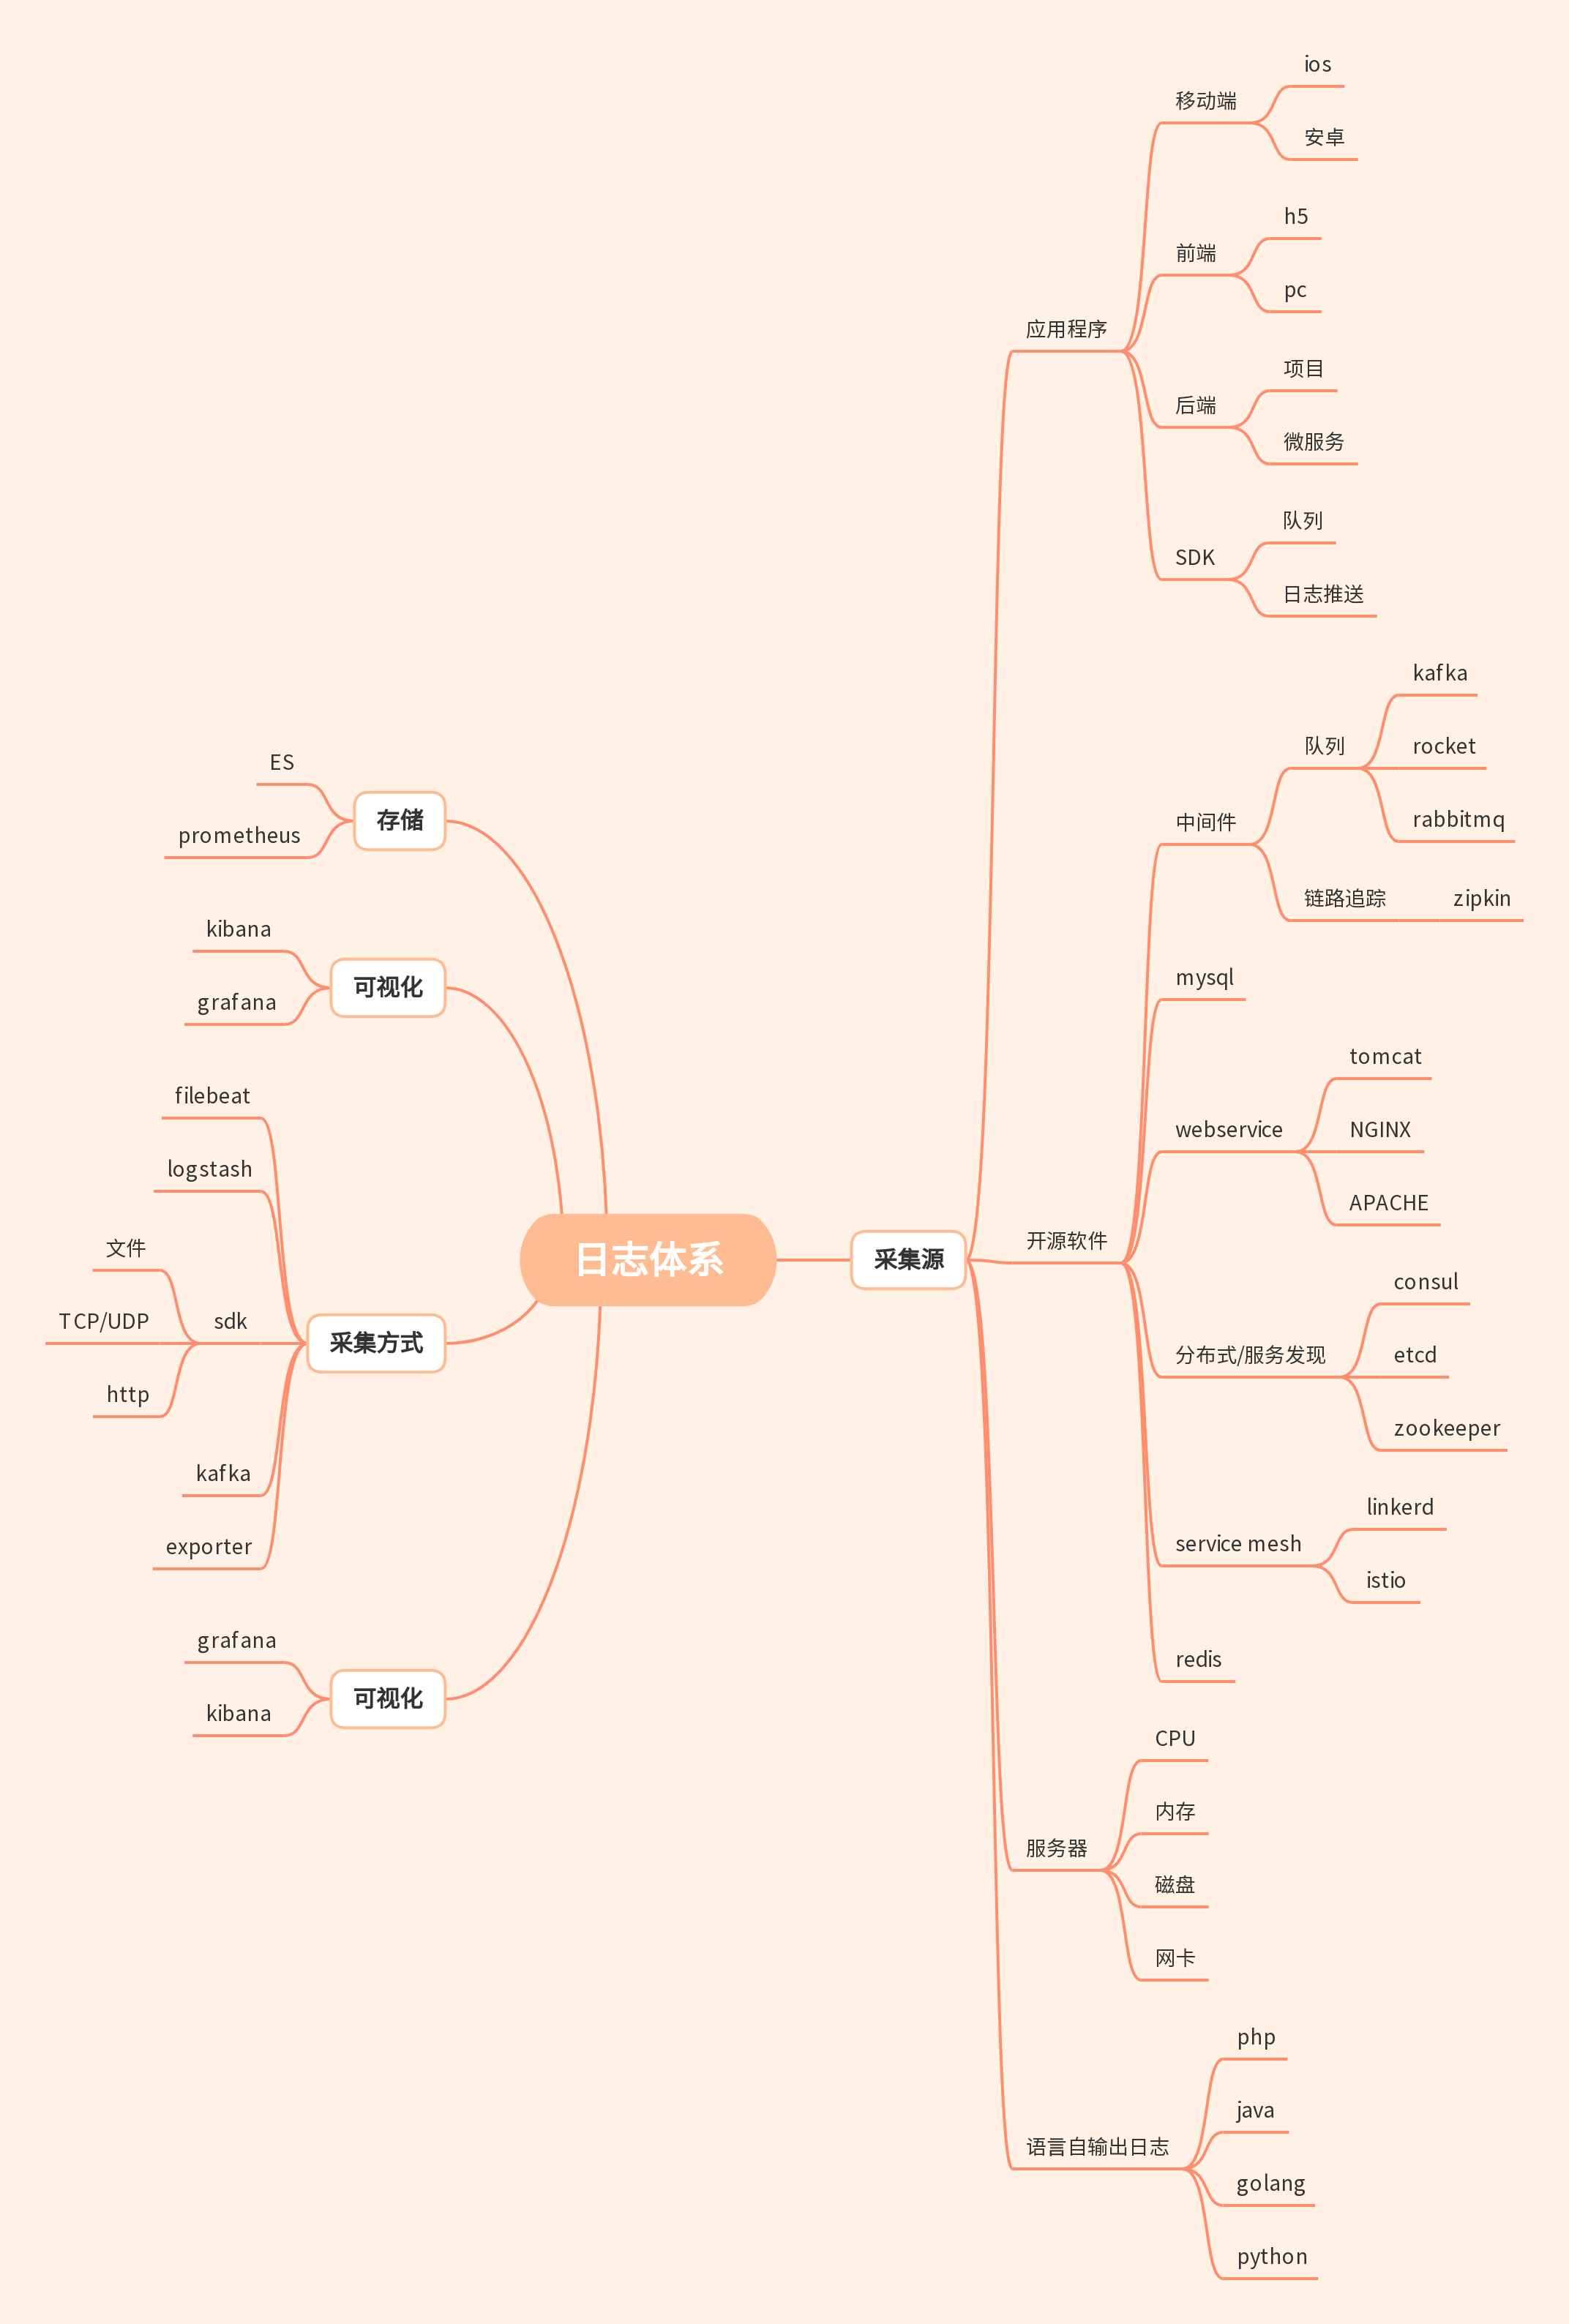 日志体系
采集源
应用程序
移动端
ios
安卓
前端
h5
pc
后端
项目
微服务
SDK
队列
日志推送
开源软件
中间件
队列
kafka
rocket
rabbitmq
链路追踪
zipkin
mysql
webservice
tomcat
NGINX
APACHE
分布式/服务发现
consul
etcd
zookeeper
service mesh
linkerd
istio
redis
服务器
CPU
内存
磁盘
网卡
语言自输出日志
php
java
golang
python
存储
ES
prometheus
可视化
kibana
grafana
采集方式
filebeat
logstash
sdk
文件
TCP/UDP
http
kafka
exporter
可视化
grafana
kibana